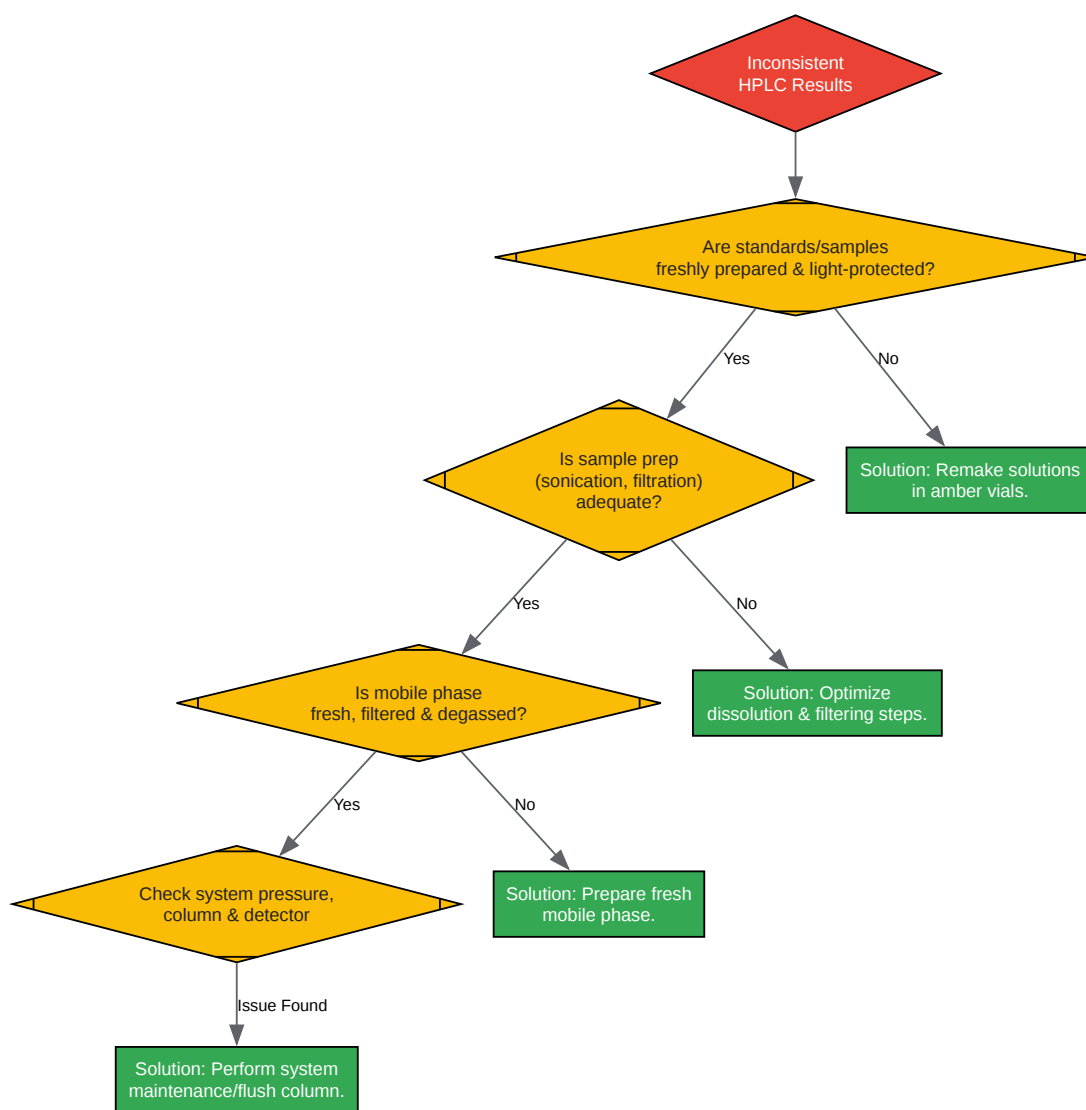 Inconsistent
HPLC Results
Are standards/samples
freshly prepared & light-protected?
Yes
No
Is sample prep
(sonication, filtration)
adequate?
Solution: Remake solutions
in amber vials.
Yes
No
Is mobile phase
fresh, filtered & degassed?
Solution: Optimize
dissolution & filtering steps.
Yes
No
Check system pressure,
column & detector
Solution: Prepare fresh
mobile phase.
Issue Found
Solution: Perform system
maintenance/flush column.